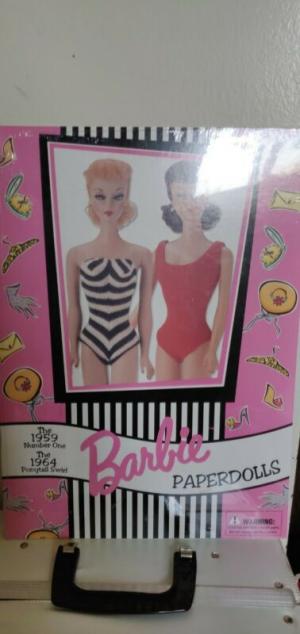 The
1959
Number One
The
1964
Ponytail Swirl
Barbie
PAPERDOLLS
WARNING: